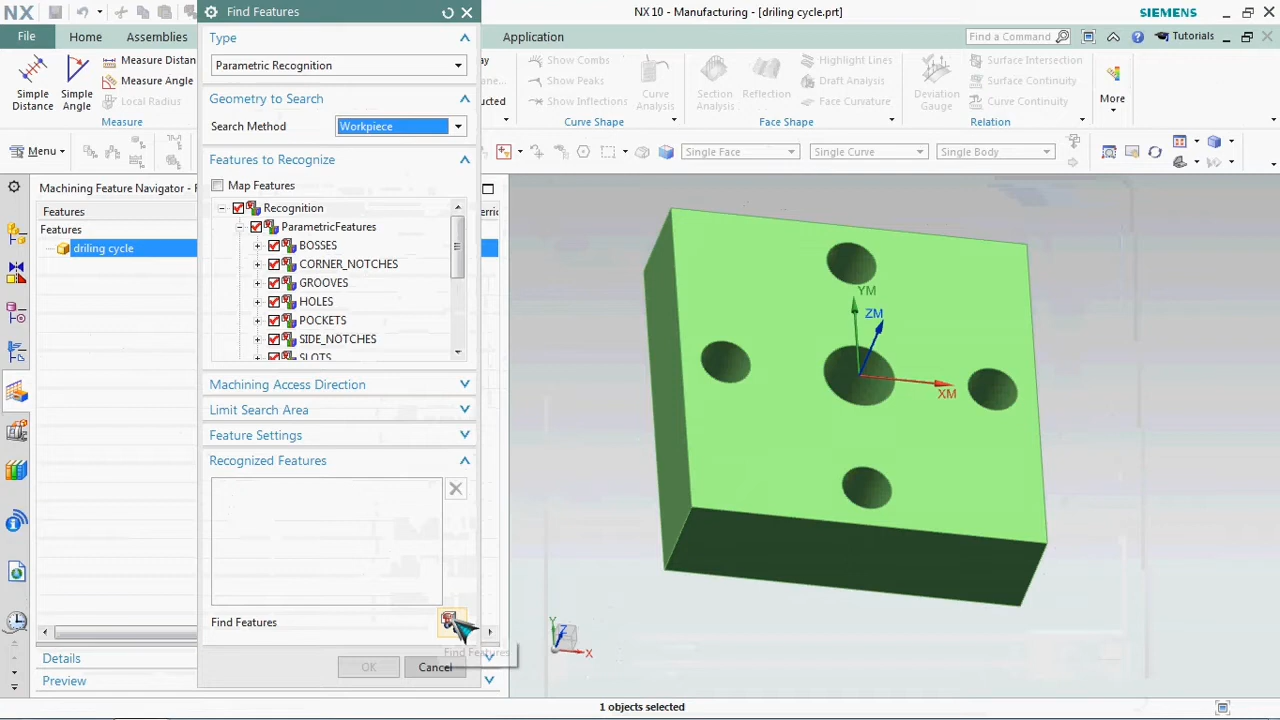 NX
Find Features
NX 10 - Manufacturing - [driling cycle.prt]
SIEMENS
File
Home
Assemblies
Application
Find a Command
Tutorials
Simple Distance
Simple Angle
Measure Distan
Measure Angle
Local Radius
Measure
Show Combs
Show Peaks
Show Inflections
Curve Analysis
Curve Shape
Section Analysis
Reflection
Highlight Lines
Draft Analysis
Face Curvature
Face Shape
Deviation Gauge
Surface Intersection
Surface Continuity
Curve Continuity
Relation
More
Menu
Single Face
Single Curve
Single Body
Type
Parametric Recognition
Geometry to Search
Search Method
Workpiece
Features to Recognize
Map Features
Recognition
ParametricFeatures
BOSSES
CORNER_NOTCHES
GROOVES
HOLES
POCKETS
SIDE_NOTCHES
SLOTS
Machining Access Direction
Limit Search Area
Feature Settings
Recognized Features
Find Features
Find Features
OK
Cancel
Machining Feature Navigator -
Features
Features
driling cycle
Details
Preview
YM
ZM
XM
Y
Z
X
1 objects selected